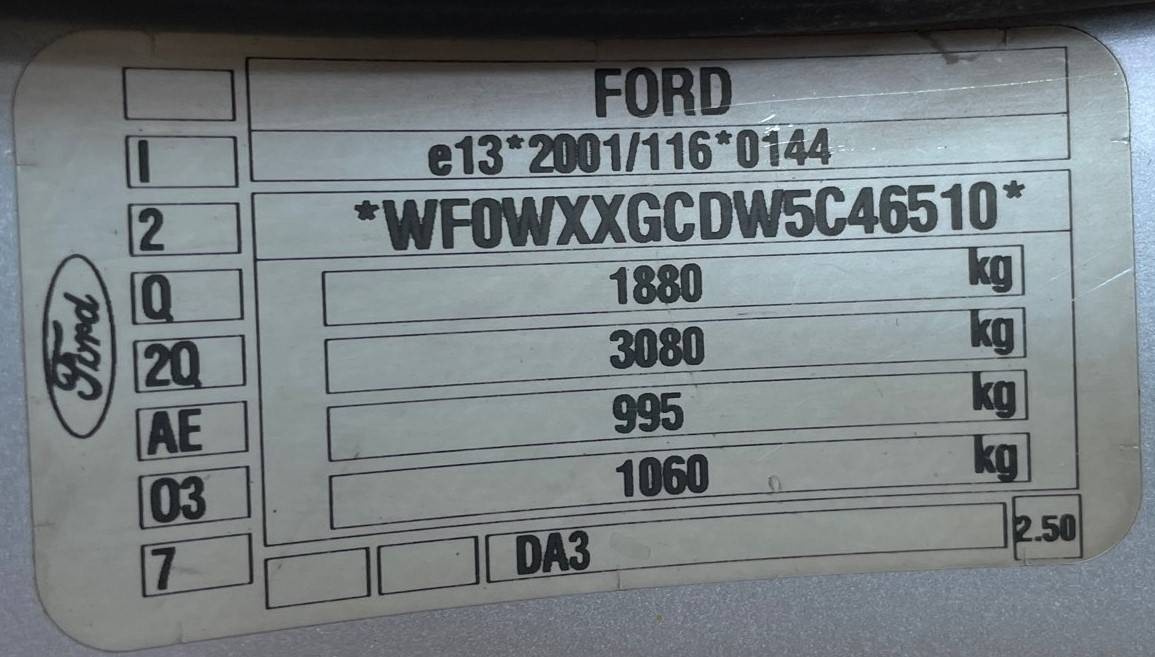 FORD
I e13*2001/116*0144
2 *WF0WXXGCDW5C46510*
Q 1880 kg
2Q 3080 kg
AE 995 kg
03 1060 kg
7 DA3 2.50
Ford